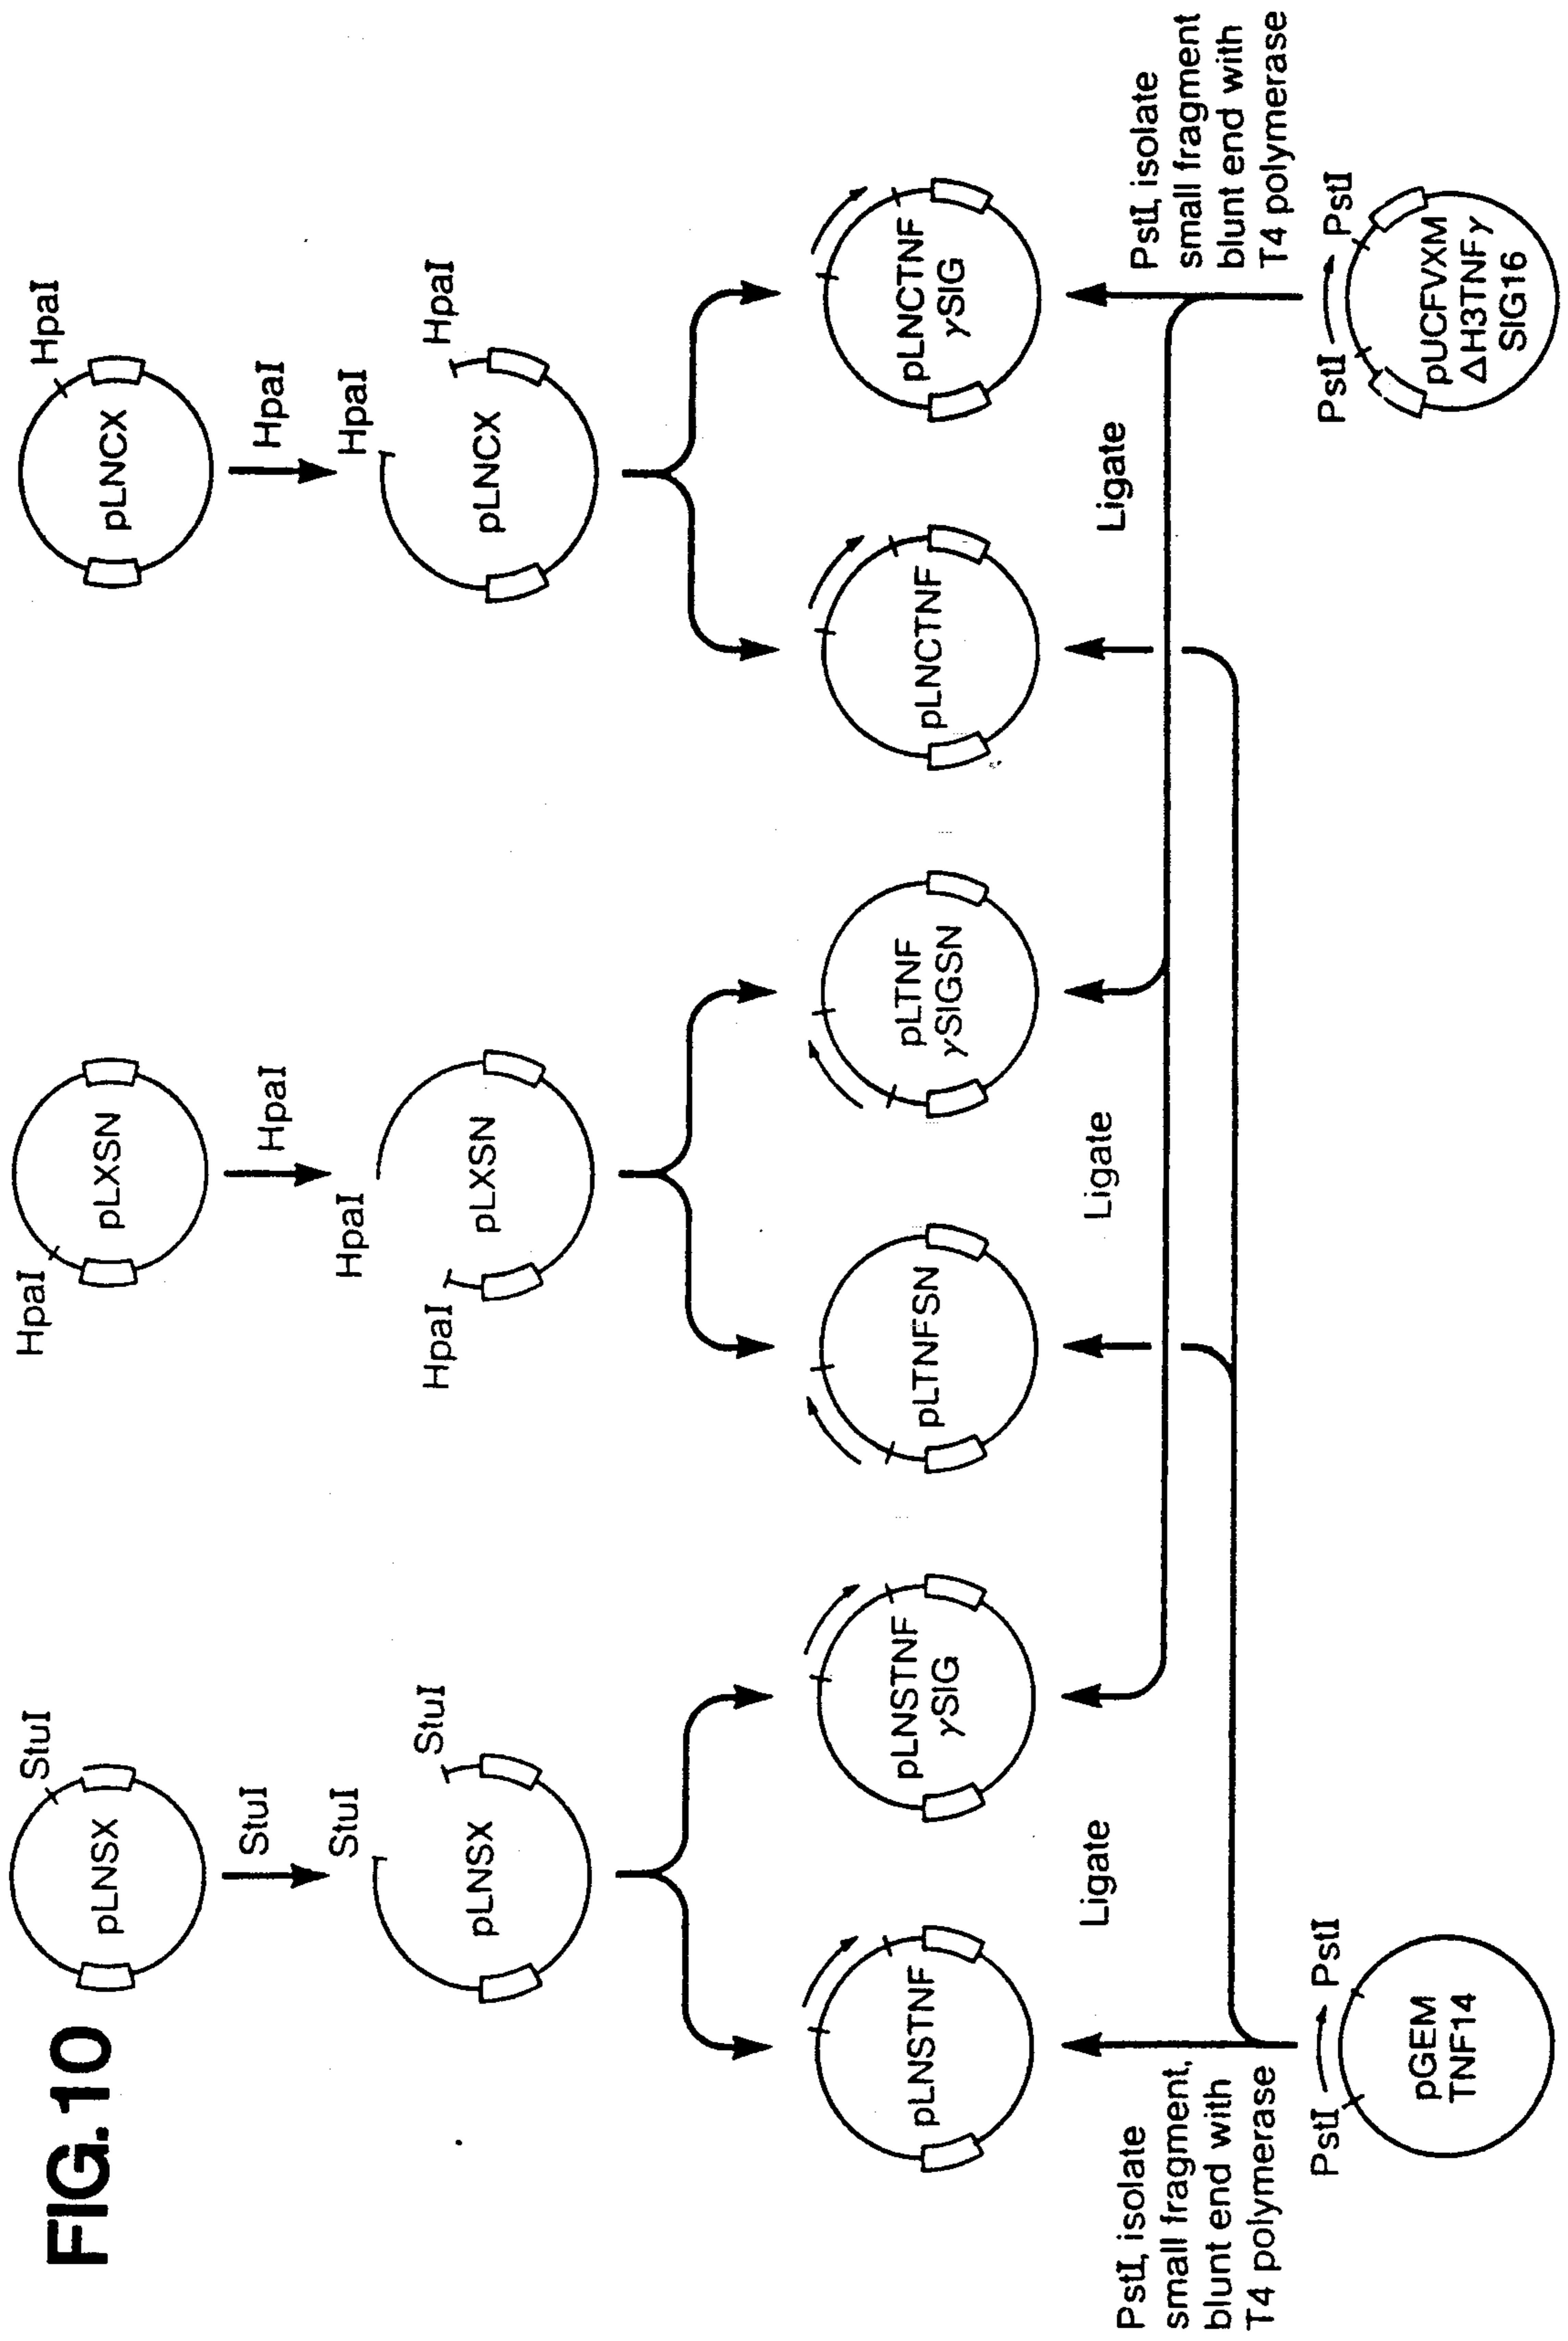 FIG.10
StuI
pLNSX
StuI
StuI
StuI
pLNSX
HpaI
pLXSN
HpaI
HpaI
HpaI
pLXSN
HpaI
pLNCX
HpaI
HpaI
HpaI
pLNCX
pLNSTNF
pLNSTNF
γSIG
pLTNFSN
pLTNF
γSIGSN
pLNCTNF
pLNCTNF
γSIG
Ligate
Ligate
Ligate
PstI, isolate
small fragment,
blunt end with
T4 polymerase
PstI
PstI
pGEM
TNF14
PstI, isolate
small fragment
blunt end with
T4 polymerase
PstI
PstI
pUCFVXM
ΔH3TNFγ
SIG16